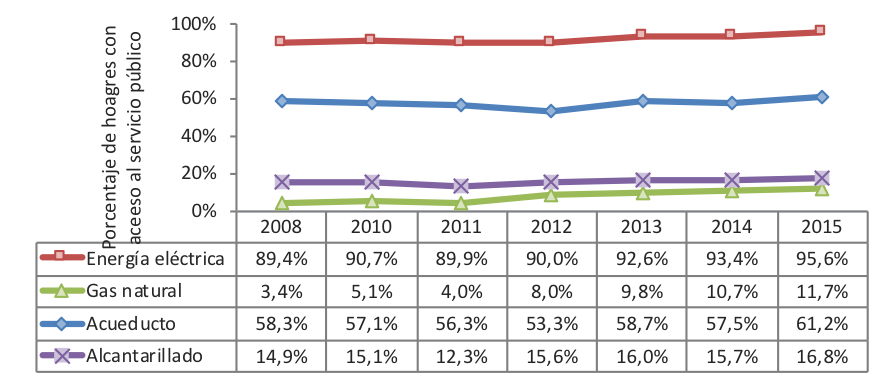 Porcentaje de hoagres con
aceeso al servicio público
100%
80%
60%
40%
20%
0%
2008 2010 2011 2012 2013 2014 2015
Energía eléctrica 89,4% 90,7% 89,9% 90,0% 92,6% 93,4% 95,6%
Gas natural 3,4% 5,1% 4,0% 8,0% 9,8% 10,7% 11,7%
Acueducto 58,3% 57,1% 56,3% 53,3% 58,7% 57,5% 61,2%
Alcantarillado 14,9% 15,1% 12,3% 15,6% 16,0% 15,7% 16,8%